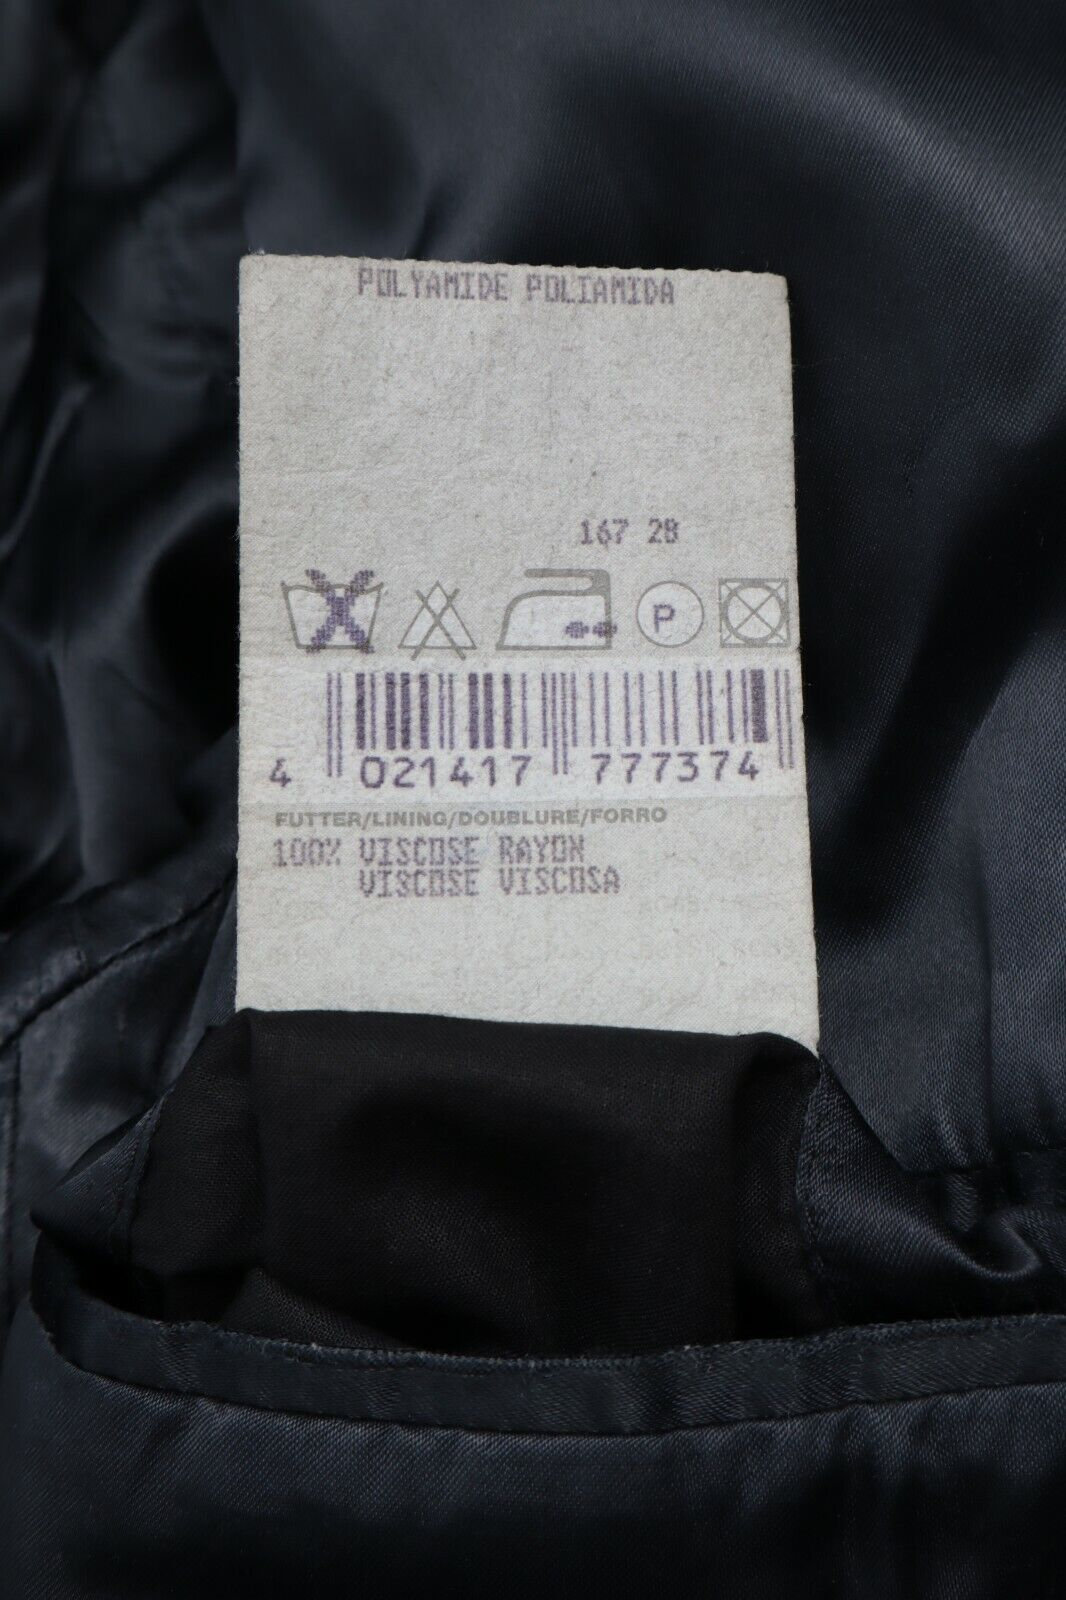 POLYAMIDE POLIAMIDA
167 28
P
4 021417 777374
FUTTER/LINING/DOUBLURE/FORRO
100% VISCOSE RAYON
VISCOSE VISCOSA